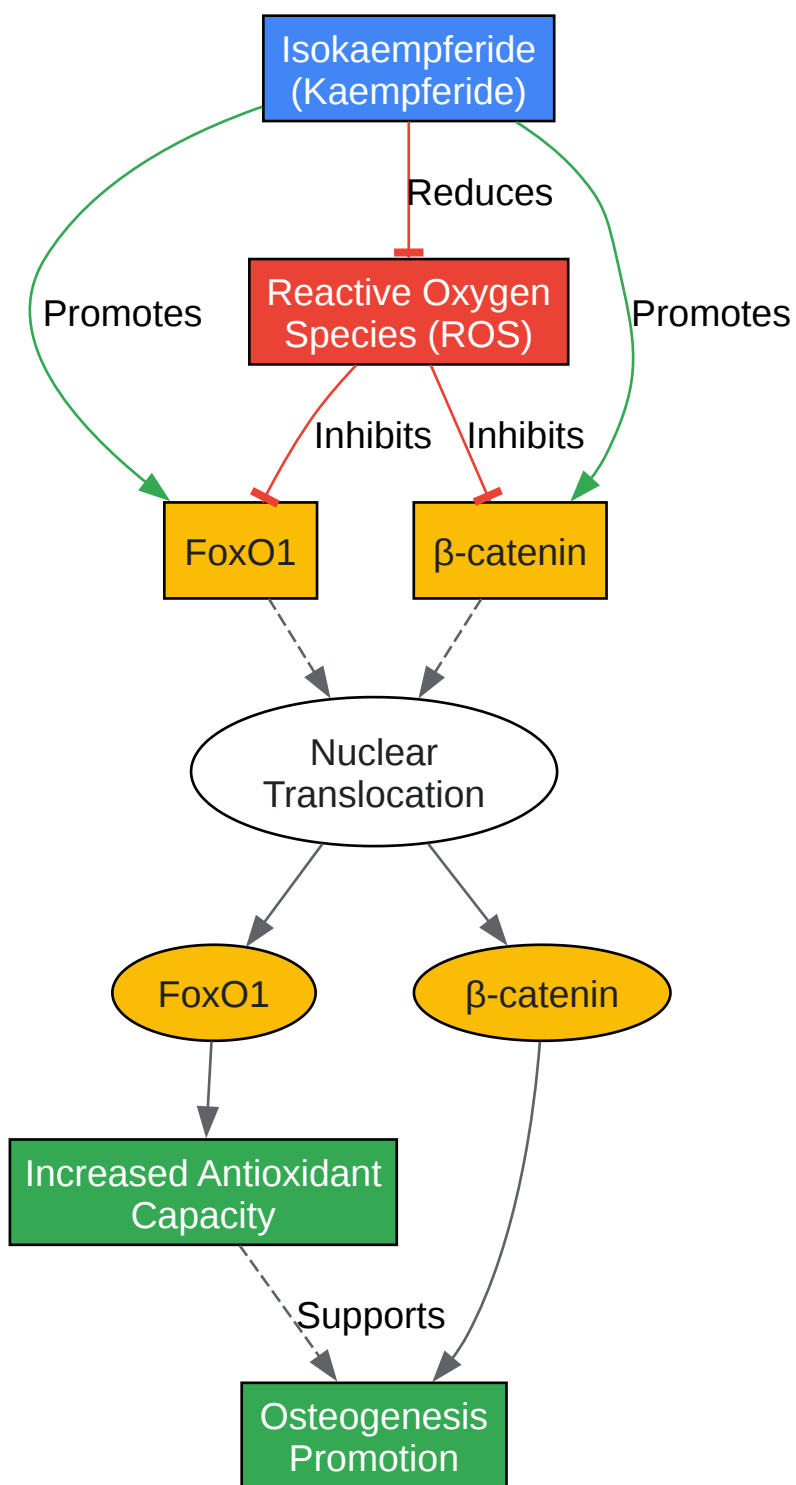 Isokaempferide
(Kaempferide)
Reduces
Reactive Oxygen
Species (ROS)
Promotes
Promotes
Inhibits
Inhibits
FoxO1
β-catenin
Nuclear
Translocation
FoxO1
β-catenin
Increased Antioxidant
Capacity
Supports
Osteogenesis
Promotion